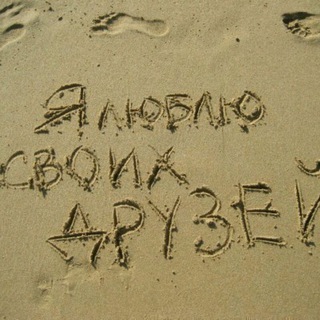 Я люблю
своих
друзей